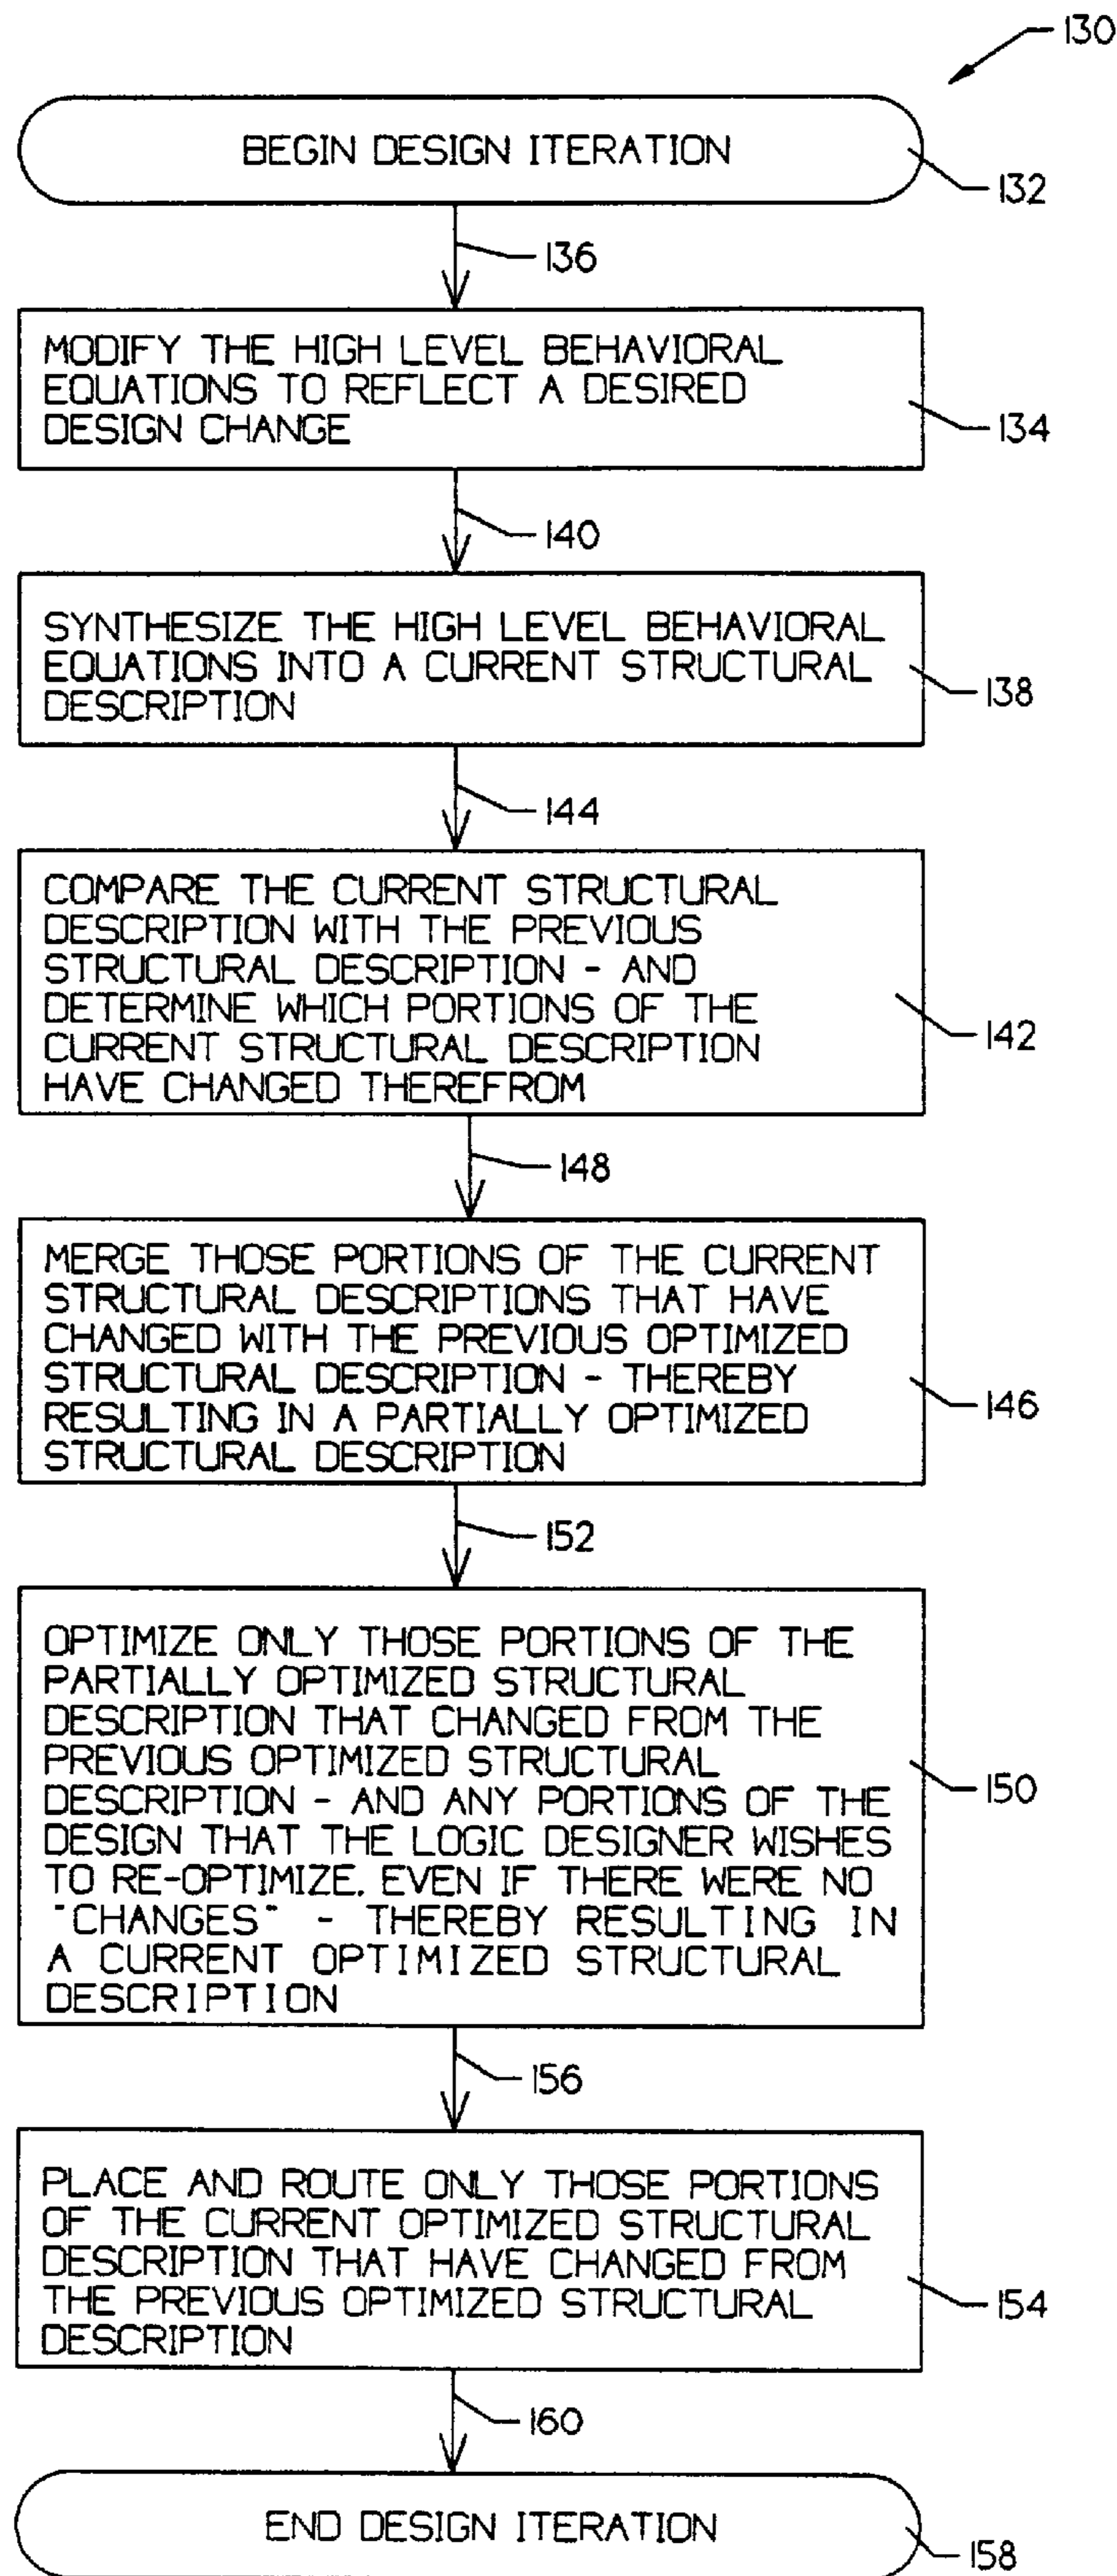 130
BEGIN DESIGN ITERATION
132
136
MODIFY THE HIGH LEVEL BEHAVIORAL
EQUATIONS TO REFLECT A DESIRED
DESIGN CHANGE
134
140
SYNTHESIZE THE HIGH LEVEL BEHAVIORAL
EQUATIONS INTO A CURRENT STRUCTURAL
DESCRIPTION
138
144
COMPARE THE CURRENT STRUCTURAL
DESCRIPTION WITH THE PREVIOUS
STRUCTURAL DESCRIPTION - AND
DETERMINE WHICH PORTIONS OF THE
CURRENT STRUCTURAL DESCRIPTION
HAVE CHANGED THEREFROM
142
148
MERGE THOSE PORTIONS OF THE CURRENT
STRUCTURAL DESCRIPTIONS THAT HAVE
CHANGED WITH THE PREVIOUS OPTIMIZED
STRUCTURAL DESCRIPTION - THEREBY
RESULTING IN A PARTIALLY OPTIMIZED
STRUCTURAL DESCRIPTION
146
152
OPTIMIZE ONLY THOSE PORTIONS OF THE
PARTIALLY OPTIMIZED STRUCTURAL
DESCRIPTION THAT CHANGED FROM THE
PREVIOUS OPTIMIZED STRUCTURAL
DESCRIPTION - AND ANY PORTIONS OF THE
DESIGN THAT THE LOGIC DESIGNER WISHES
TO RE-OPTIMIZE. EVEN IF THERE WERE NO
"CHANGES" - THEREBY RESULTING IN
A CURRENT OPTIMIZED STRUCTURAL
DESCRIPTION
150
156
PLACE AND ROUTE ONLY THOSE PORTIONS
OF THE CURRENT OPTIMIZED STRUCTURAL
DESCRIPTION THAT HAVE CHANGED FROM
THE PREVIOUS OPTIMIZED STRUCTURAL
DESCRIPTION
154
160
END DESIGN ITERATION
158